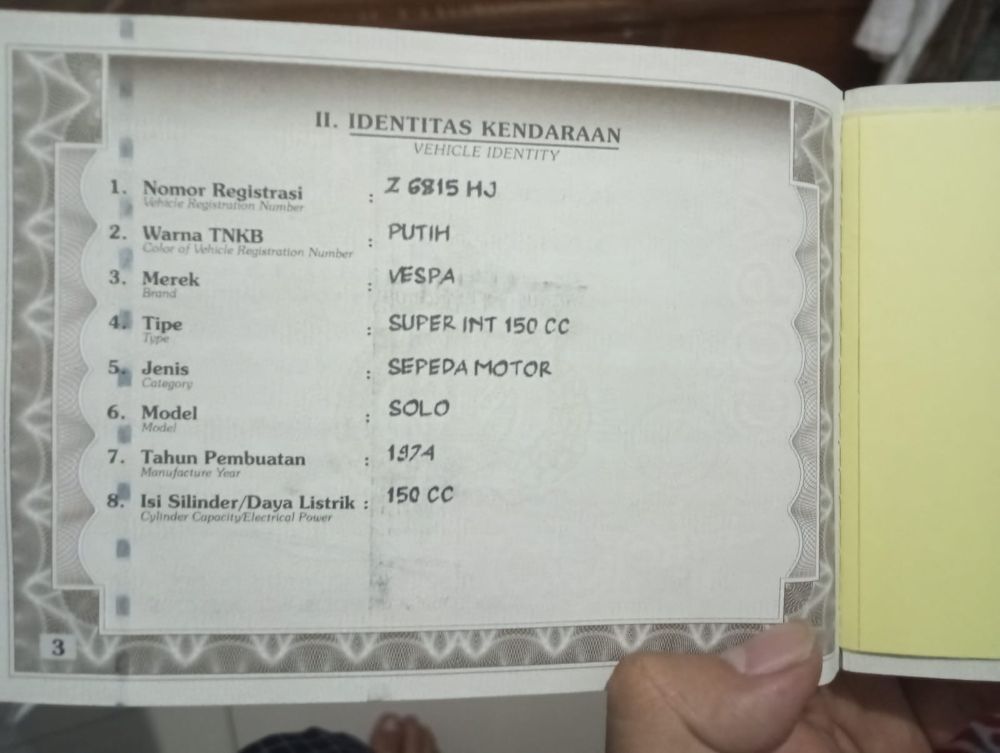 II. IDENTITAS KENDARAAN
VEHICLE IDENTITY
1. Nomor Registrasi : Z 6815 HJ
Vehicle Registration Number
2. Warna TNKB : PUTIH
Color of Vehicle Registration Number
3. Merek : VESPA
Brand
4. Tipe : SUPER INT 150 CC
Type
5. Jenis : SEPEDA MOTOR
Category
6. Model : SOLO
Model
7. Tahun Pembuatan : 1974
Manufacture Year
8. Isi Silinder/Daya Listrik : 150 CC
Cylinder Capacity/Electrical Power
3